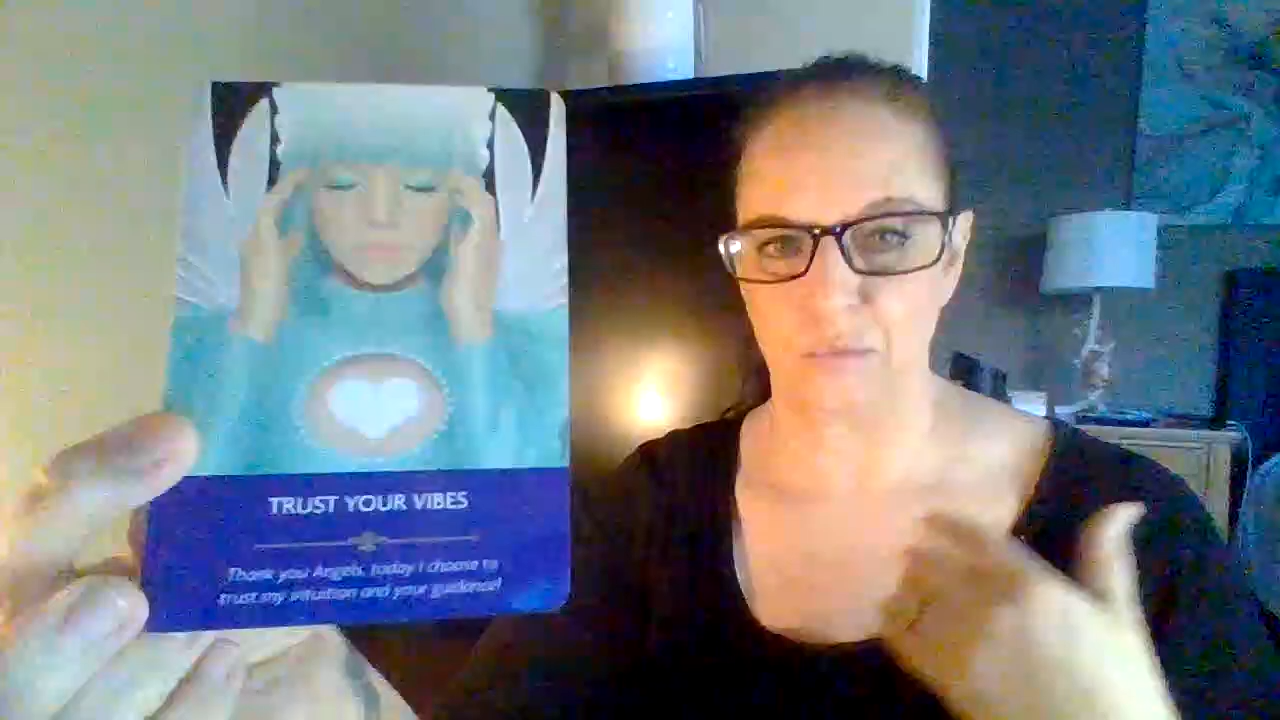 TRUST YOUR VIBES
Thank you Angels, today I choose to
trust my intuition and your guidance!